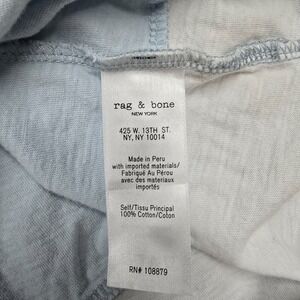 rag & bone
NEW YORK
425 W. 13TH ST.
NY, NY 10014
Made in Peru
with imported materials/
Fabriqué Au Pérou
avec des materiaux
importés
Self/Tissu Principal
100% Cotton/Coton
RN# 108879